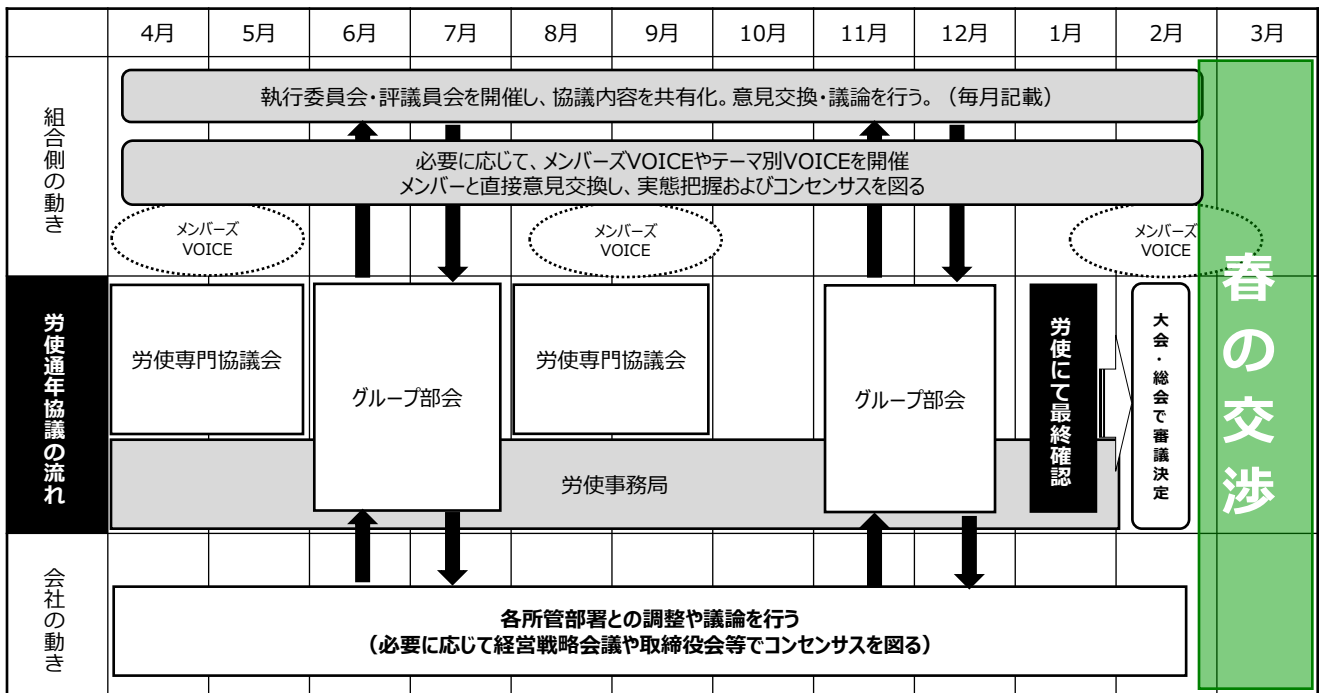 4月
5月
6月
7月
8月
9月
10月
11月
12月
1月
2月
3月
組合側の動き
執行委員会・評議員会を開催し、協議内容を共有化。意見交換・議論を行う。（毎月記載）
必要に応じて、メンバーズVOICEやテーマ別VOICEを開催
メンバーと直接意見交換し、実態把握およびコンセンサスを図る
メンバーズ
VOICE
メンバーズ
VOICE
メンバーズ
VOICE
春の交渉
労使通年協議の流れ
労使専門協議会
グループ部会
労使専門協議会
グループ部会
労使にて最終確認
大会・総会で審議決定
労使事務局
会社の動き
各所管部署との調整や議論を行う
（必要に応じて経営戦略会議や取締役会等でコンセンサスを図る）